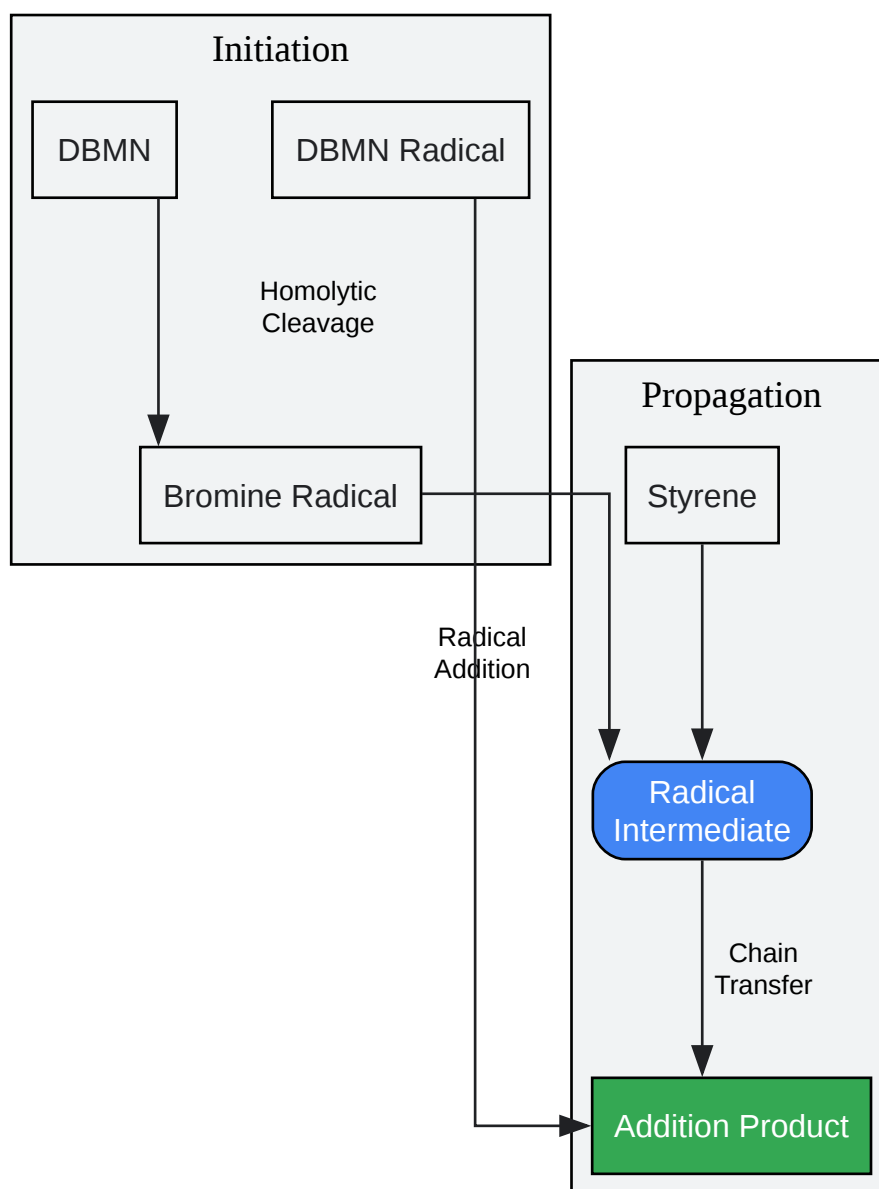 Initiation
DBMN
DBMN Radical
Homolytic
Cleavage
Bromine Radical
Propagation
Styrene
Radical
Addition
Radical
Intermediate
Chain
Transfer
Addition Product